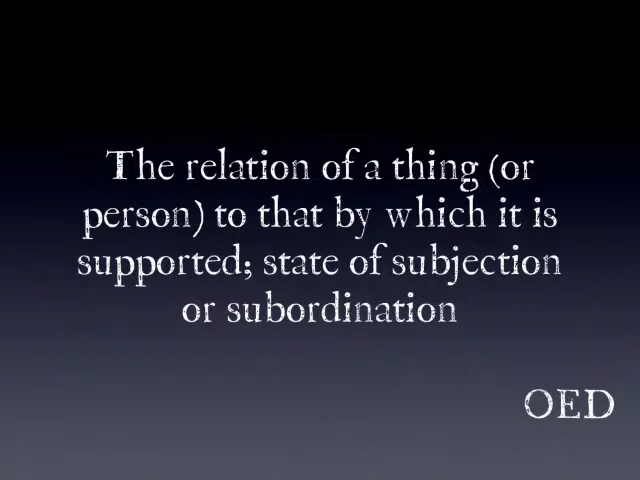 The relation of a thing (or
person) to that by which it is
supported; state of subjection
or subordination
OED